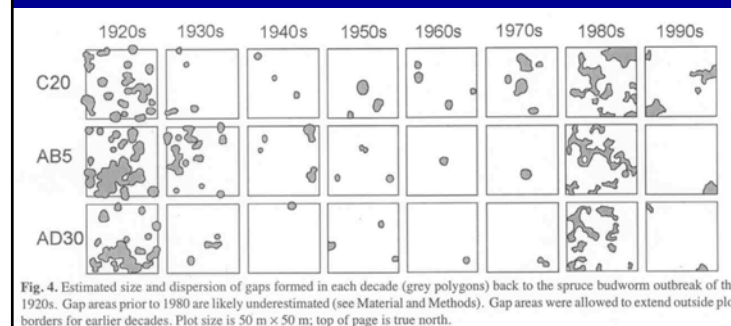 1920s 1930s 1940s 1950s 1960s 1970s 1980s 1990s
C20
AB5
AD30
Fig. 4. Estimated size and dispersion of gaps formed in each decade (grey polygons) back to the spruce budworm outbreak of th
1920s. Gap areas prior to 1980 are likely underestimated (see Material and Methods). Gap areas were allowed to extend outside plo
borders for earlier decades. Plot size is 50 m × 50 m; top of page is true north.